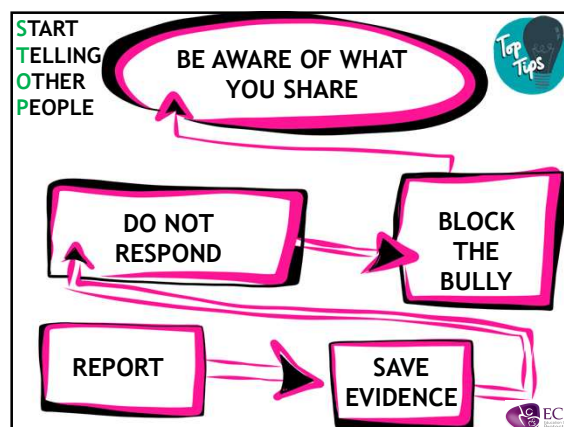 START
TELLING
OTHER
PEOPLE
BE AWARE OF WHAT
YOU SHARE
Top
Tips
DO NOT
RESPOND
BLOCK
THE
BULLY
REPORT
SAVE
EVIDENCE
EC